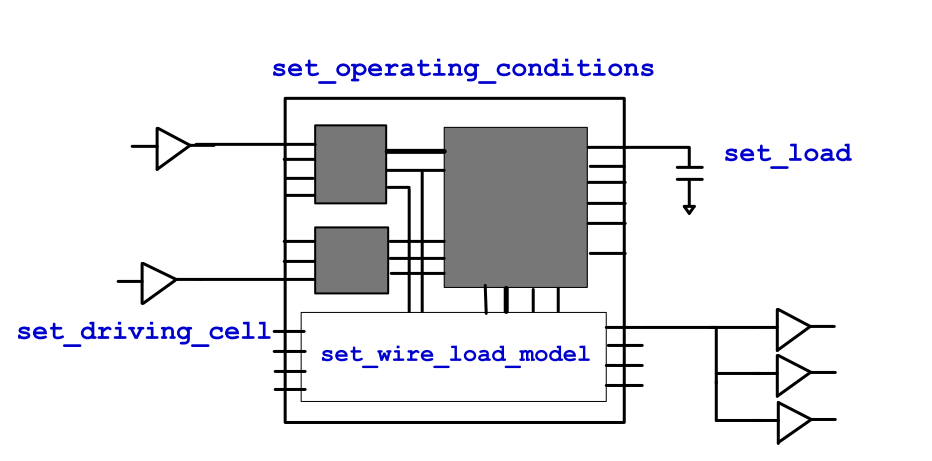 set_operating_conditions
set_load
set_driving_cell
set_wire_load_model